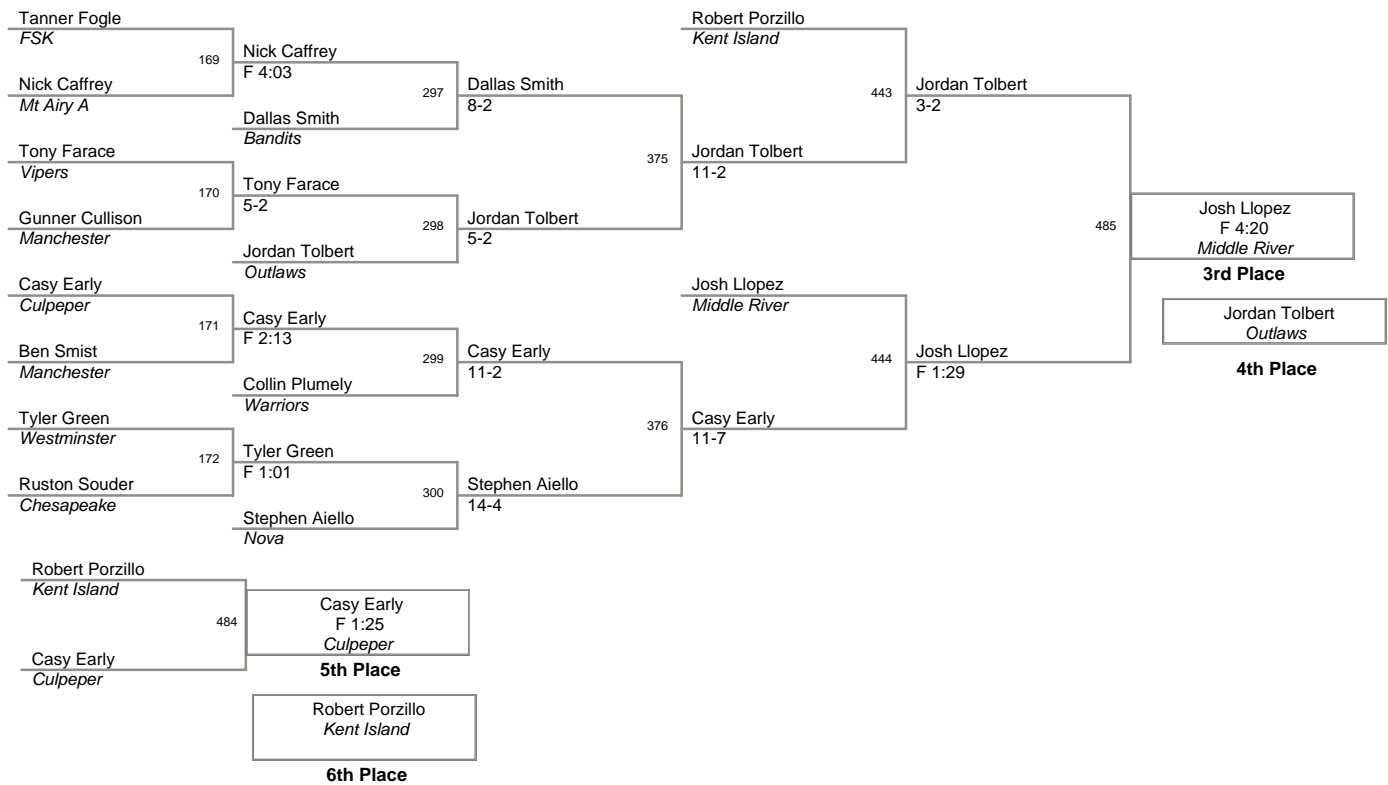 Tanner Fogle
FSK
169
Nick Caffrey
Mt Airy A
Tony Farace
Vipers
170
Gunner Cullison
Manchester
Casy Early
Culpeper
171
Ben Smist
Manchester
Tyler Green
Westminster
172
Ruston Souder
Chesapeake
Nick Caffrey
F 4:03
297
Dallas Smith
Bandits
Tony Farace
5-2
298
Jordan Tolbert
Outlaws
Casy Early
F 2:13
299
Collin Plumely
Warriors
Tyler Green
F 1:01
300
Stephen Aiello
Nova
Dallas Smith
8-2
375
Jordan Tolbert
5-2
Casy Early
11-2
376
Stephen Aiello
14-4
Robert Porzillo
Kent Island
443
Jordan Tolbert
11-2
Josh Llopez
Middle River
444
Casy Early
11-7
Jordan Tolbert
3-2
485
Josh Llopez
F 1:29
Josh Llopez
F 4:20
Middle River
3rd Place
Jordan Tolbert
Outlaws
4th Place
Robert Porzillo
Kent Island
484
Casy Early
Culpeper
Casy Early
F 1:25
Culpeper
5th Place
Robert Porzillo
Kent Island
6th Place